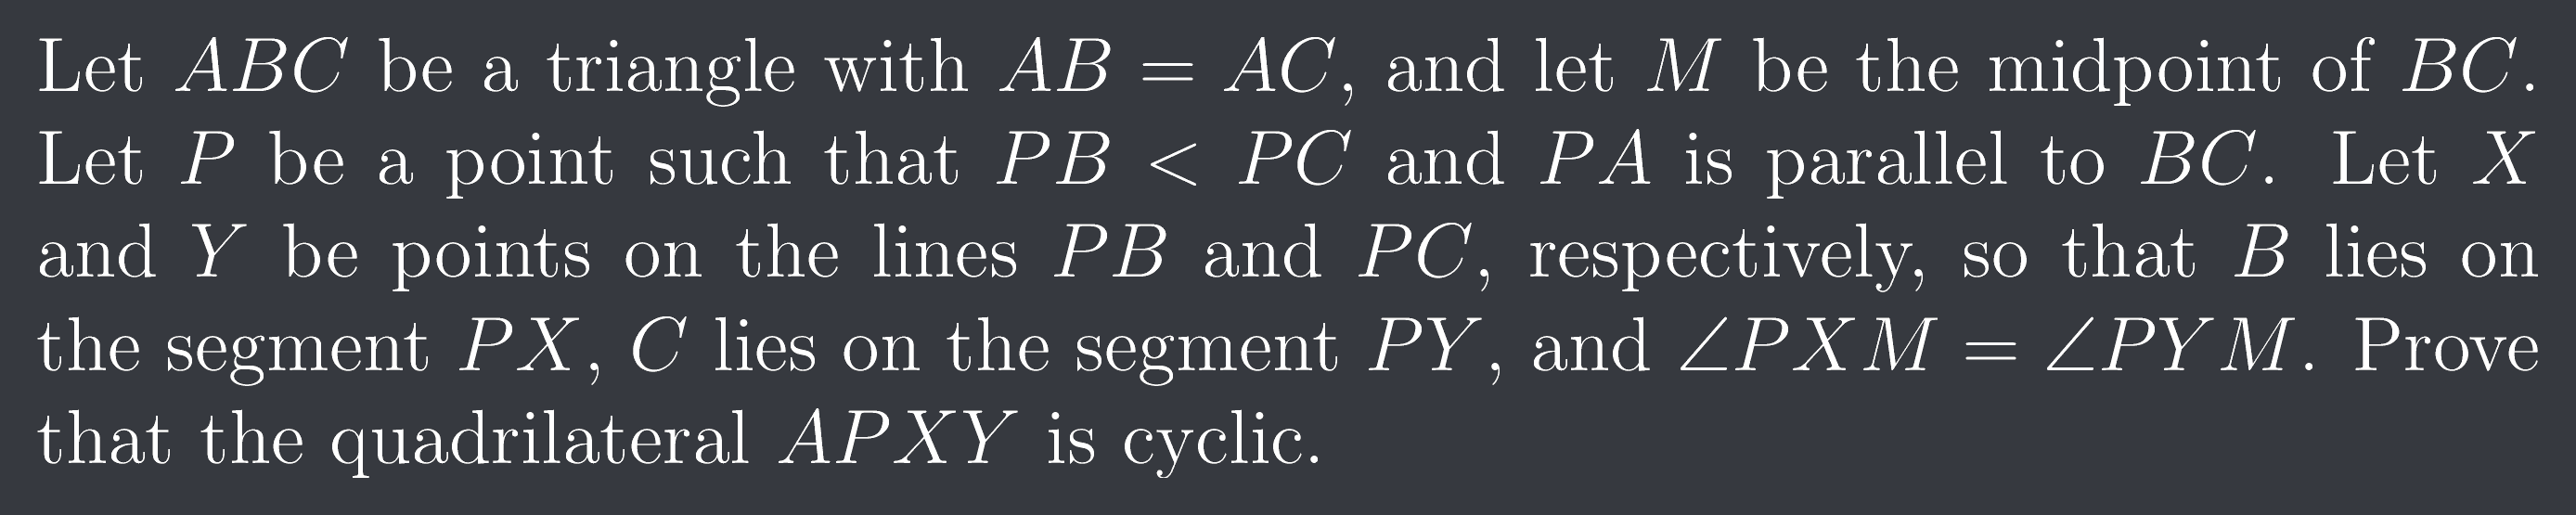 Let ABC be a triangle with AB = AC, and let M be the midpoint of BC.
Let P be a point such that PB < PC and PA is parallel to BC. Let X
and Y be points on the lines PB and PC, respectively, so that B lies on
the segment PX, C lies on the segment PY, and ∠PXM = ∠PYM. Prove
that the quadrilateral APXY is cyclic.